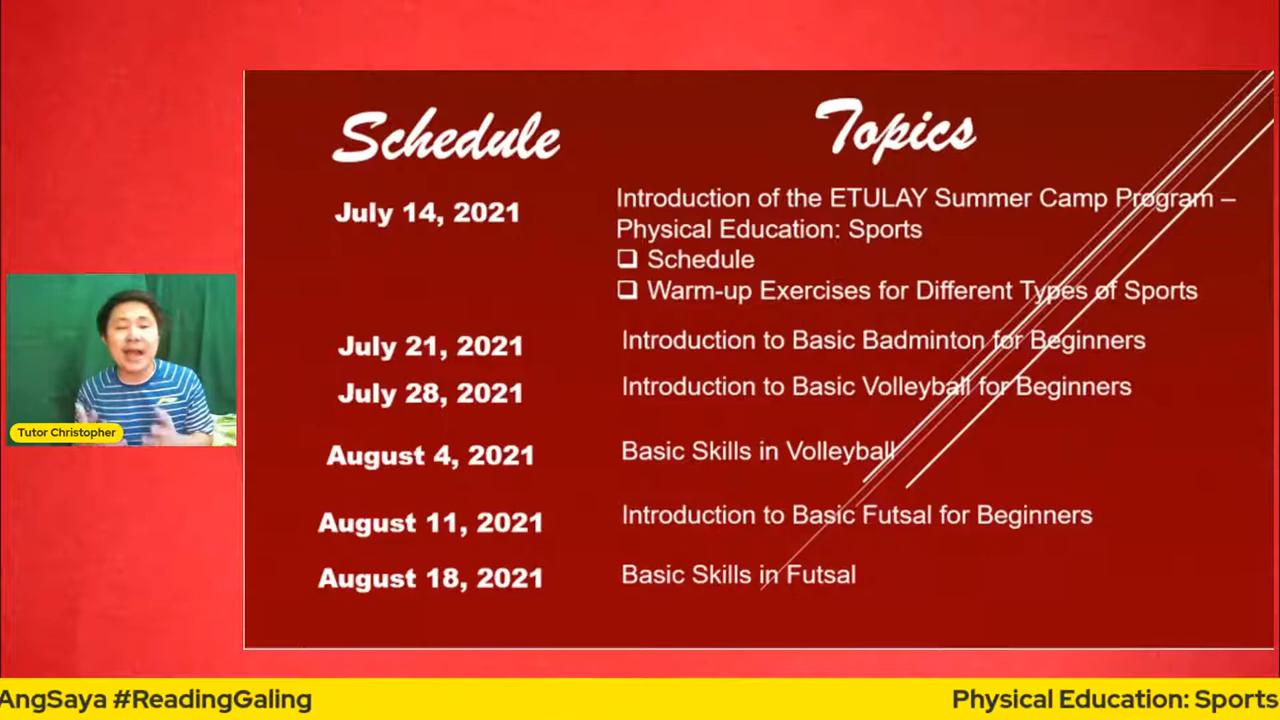 Schedule
Topics
July 14, 2021
Introduction of the ETULAY Summer Camp Program –
Physical Education: Sports
❑ Schedule
❑ Warm-up Exercises for Different Types of Sports
July 21, 2021
Introduction to Basic Badminton for Beginners
July 28, 2021
Introduction to Basic Volleyball for Beginners
August 4, 2021
Basic Skills in Volleyball
August 11, 2021
Introduction to Basic Futsal for Beginners
August 18, 2021
Basic Skills in Futsal
Tutor Christopher
AngSaya #ReadingGaling
Physical Education: Sports